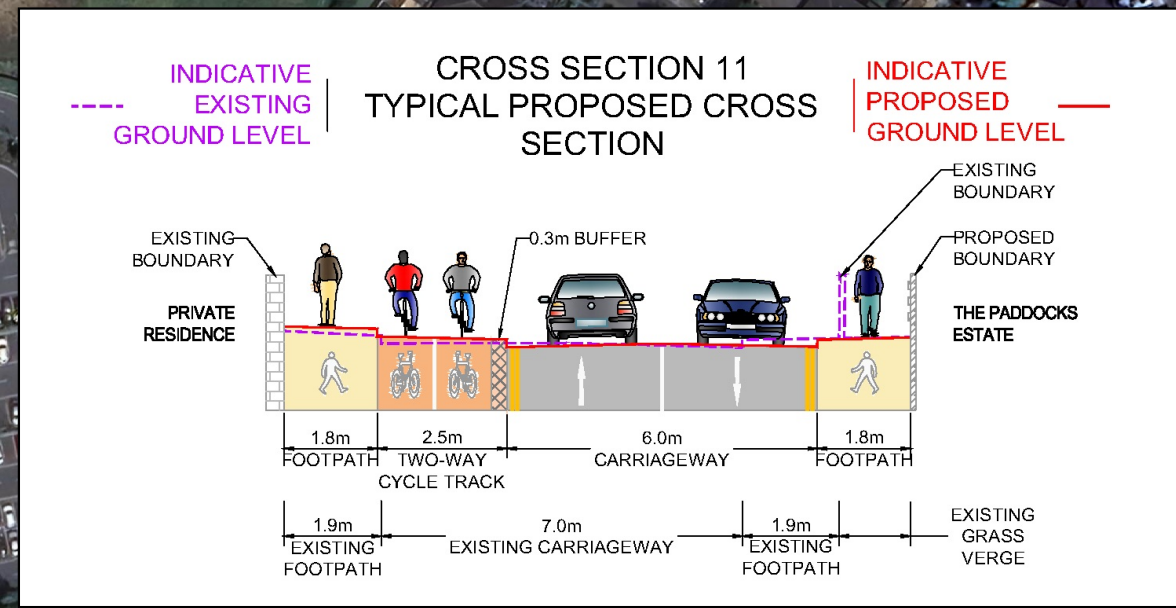 INDICATIVE
EXISTING
GROUND LEVEL
CROSS SECTION 11
TYPICAL PROPOSED CROSS
SECTION
INDICATIVE
PROPOSED
GROUND LEVEL
EXISTING
BOUNDARY
EXISTING
BOUNDARY
0.3m BUFFER
PROPOSED
BOUNDARY
PRIVATE
RESIDENCE
THE PADDOCKS
ESTATE
1.8m
FOOTPATH
2.5m
TWO-WAY
CYCLE TRACK
6.0m
CARRIAGEWAY
1.8m
FOOTPATH
1.9m
EXISTING
FOOTPATH
7.0m
EXISTING CARRIAGEWAY
1.9m
EXISTING
FOOTPATH
EXISTING
GRASS
VERGE